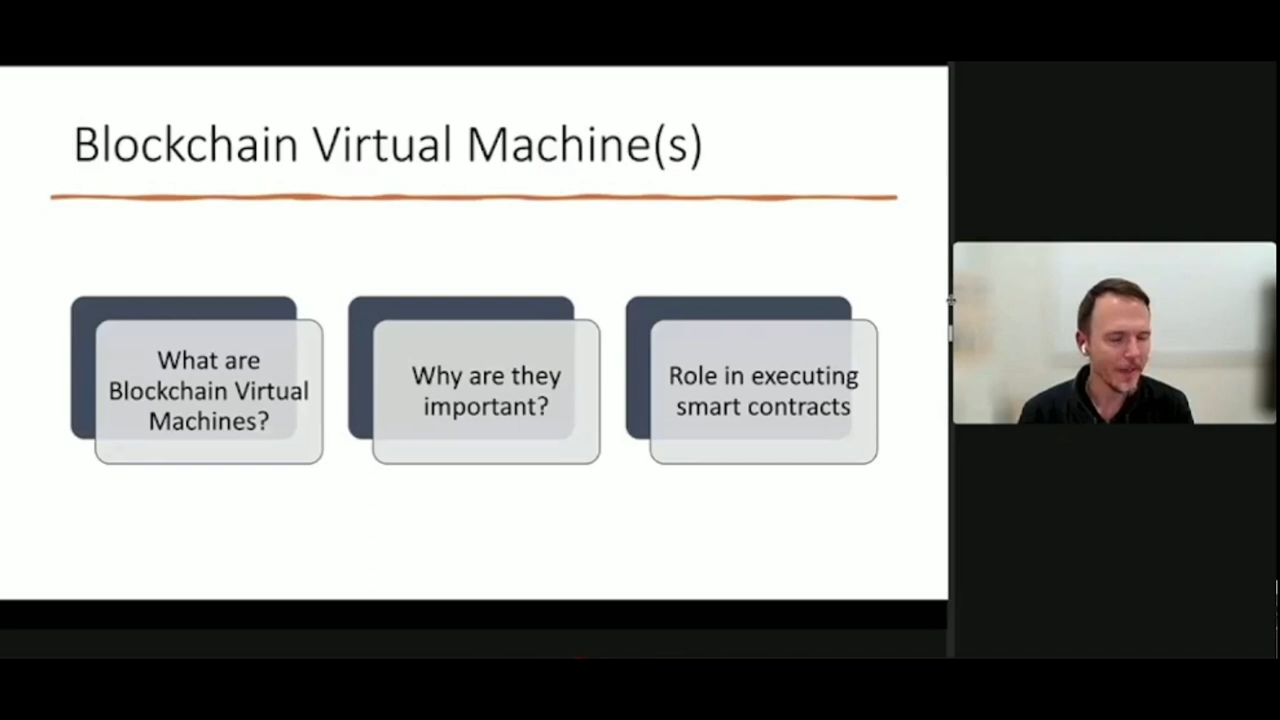 Blockchain Virtual Machine(s)
What are
Blockchain Virtual
Machines?
Why are they
important?
Role in executing
smart contracts